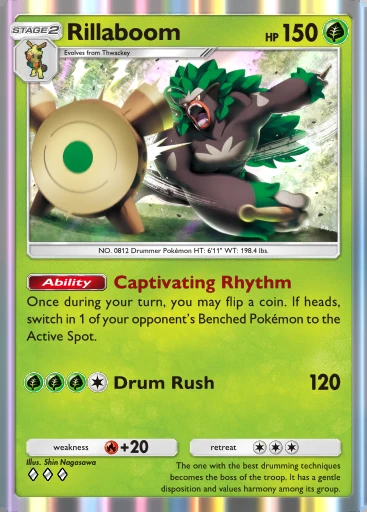 STAGE 2 Rillaboom HP 150
Evolves from Thwackey
NO. 0812 Drummer Pokémon HT: 6'11" WT: 198.4 lbs.
Ability Captivating Rhythm
Once during your turn, you may flip a coin. If heads,
switch in 1 of your opponent's Benched Pokémon to the
Active Spot.
Drum Rush 120
weakness +20 retreat
Illus. Shin Nagasawa
The one with the best drumming techniques
becomes the boss of the troop. It has a gentle
disposition and values harmony among its group.